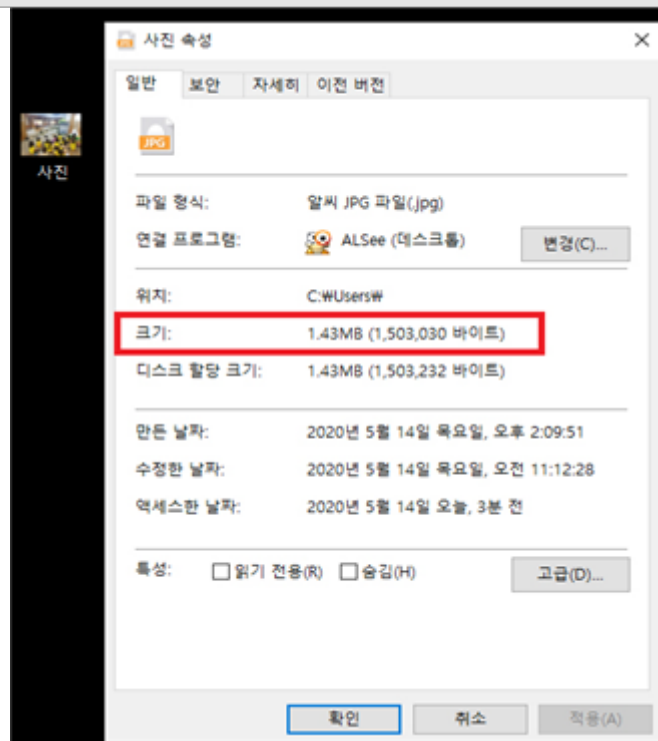 사진 속성
일반 보안 자세히 이전 버전
JPG
사진
파일 형식: 알씨 JPG 파일(.jpg)
연결 프로그램: ALSee (데스크톱) 변경(C)...
위치: C:₩Users₩
크기: 1.43MB (1,503,030 바이트)
디스크 할당 크기: 1.43MB (1,503,232 바이트)
만든 날짜: 2020년 5월 14일 목요일, 오후 2:09:51
수정한 날짜: 2020년 5월 14일 목요일, 오전 11:12:28
액세스한 날짜: 2020년 5월 14일 오늘, 3분 전
특성: 읽기 전용(R) 숨김(H) 고급(D)...
확인 취소 적용(A)